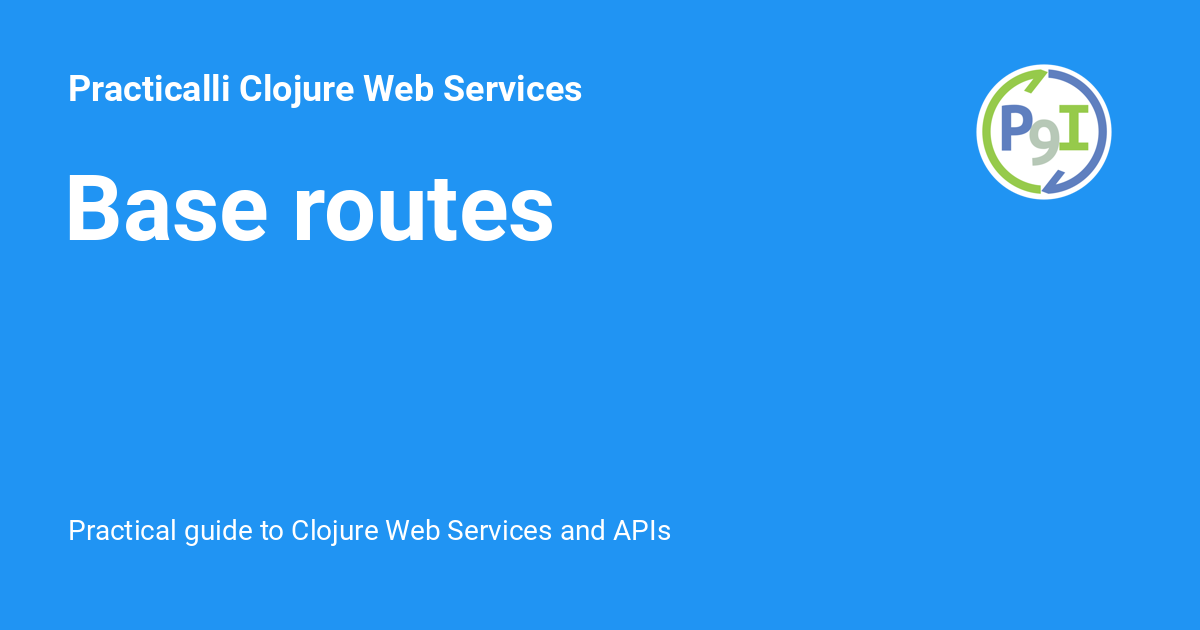 Practicalli Clojure Web Services
P9I
Base routes
Practical guide to Clojure Web Services and APIs